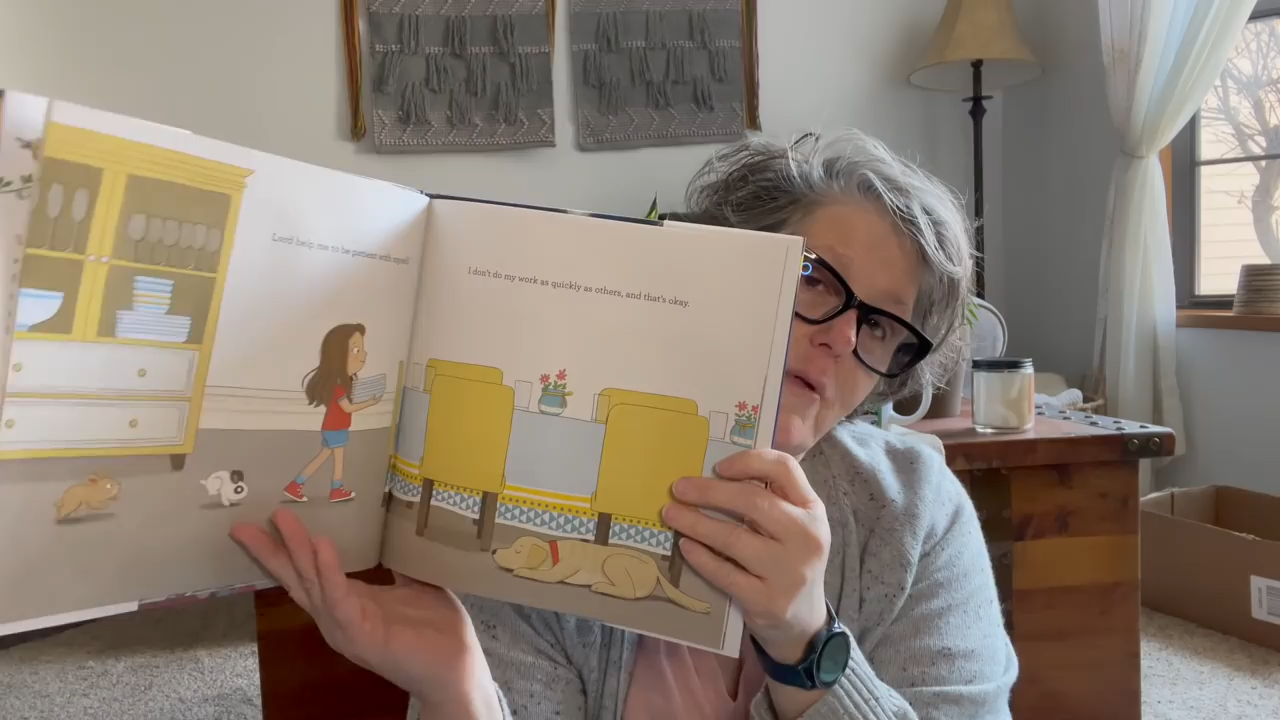 Lord help me to be patient with myself
I don't do my work as quickly as others, and that's okay.